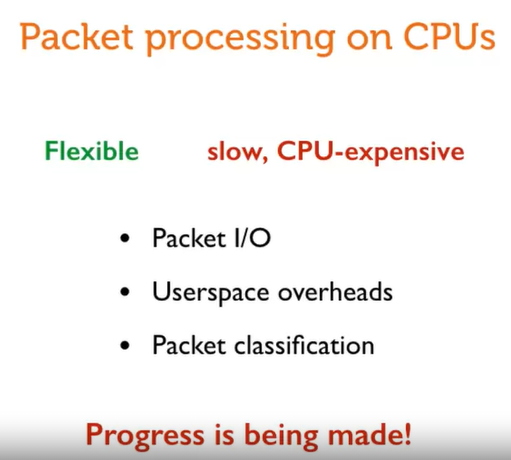 Packet processing on CPUs
Flexible slow, CPU-expensive
• Packet I/O
• Userspace overheads
• Packet classification
Progress is being made!